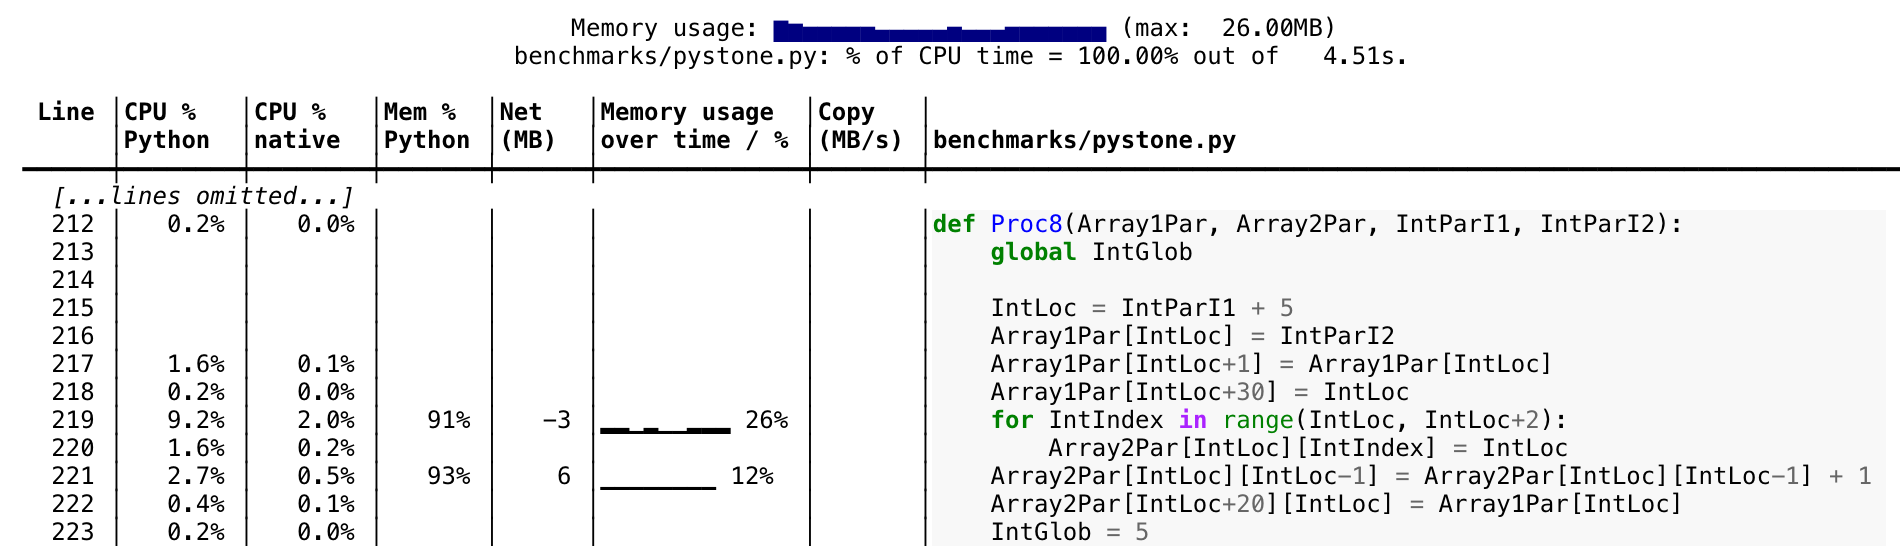 Memory usage: (max: 26.00MB)
benchmarks/pystone.py: % of CPU time = 100.00% out of 4.51s.
Line CPU % CPU % Mem % Net Memory usage Copy
Python native Python (MB) over time / % (MB/s) benchmarks/pystone.py
[...lines omitted...]
212 0.2% 0.0% def Proc8(Array1Par, Array2Par, IntParI1, IntParI2):
213 global IntGlob
214
215 IntLoc = IntParI1 + 5
216 Array1Par[IntLoc] = IntParI2
217 1.6% 0.1% Array1Par[IntLoc+1] = Array1Par[IntLoc]
218 0.2% 0.0% Array1Par[IntLoc+30] = IntLoc
219 9.2% 2.0% 91% −3 26% for IntIndex in range(IntLoc, IntLoc+2):
220 1.6% 0.2% Array2Par[IntLoc][IntIndex] = IntLoc
221 2.7% 0.5% 93% 6 12% Array2Par[IntLoc][IntLoc−1] = Array2Par[IntLoc][IntLoc−1] + 1
222 0.4% 0.1% Array2Par[IntLoc+20][IntLoc] = Array1Par[IntLoc]
223 0.2% 0.0% IntGlob = 5